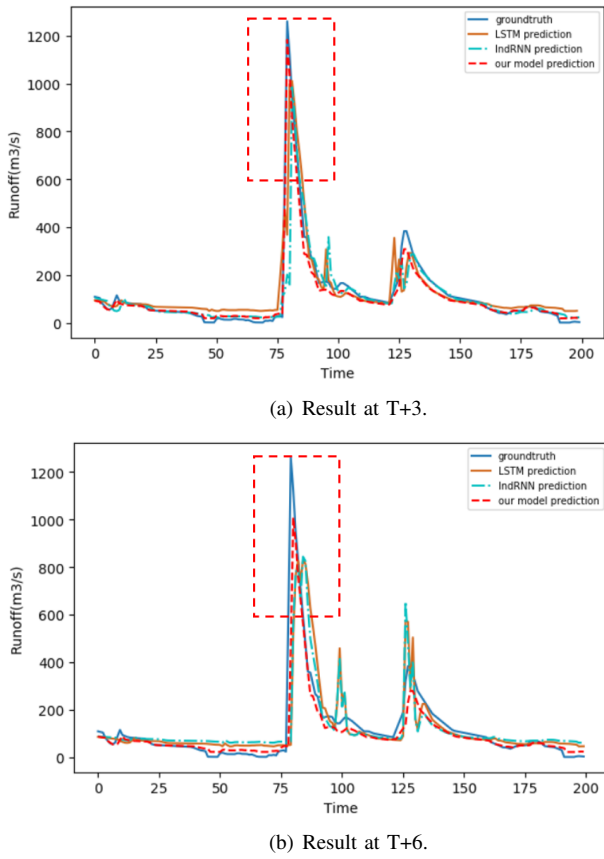 1200
1000
800
600
400
200
0
Runoff(m3/s)
groundtruth
LSTM prediction
IndRNN prediction
our model prediction
0 25 50 75 100 125 150 175 200
Time
(a) Result at T+3.
1200
1000
800
600
400
200
0
Runoff(m3/s)
groundtruth
LSTM prediction
IndRNN prediction
our model prediction
0 25 50 75 100 125 150 175 200
Time
(b) Result at T+6.